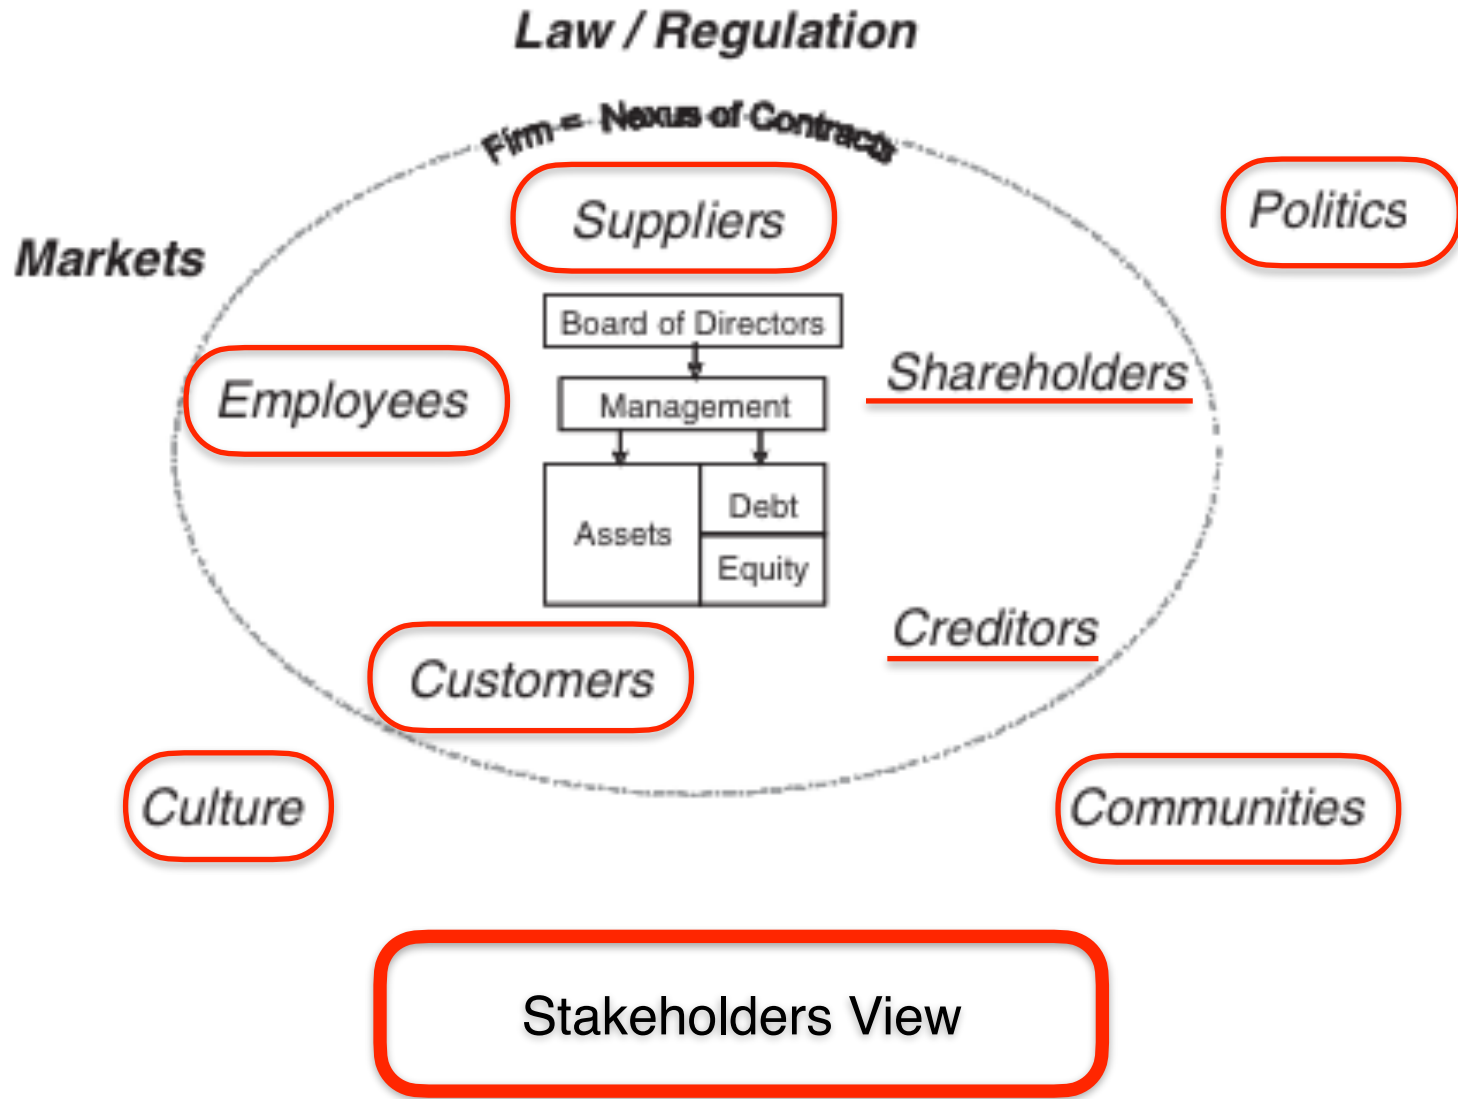 Law / Regulation
Firm = Nexus of Contracts
Suppliers
Politics
Markets
Board of Directors
Shareholders
Employees
Management
Debt
Assets
Equity
Creditors
Customers
Culture
Communities
Stakeholders View